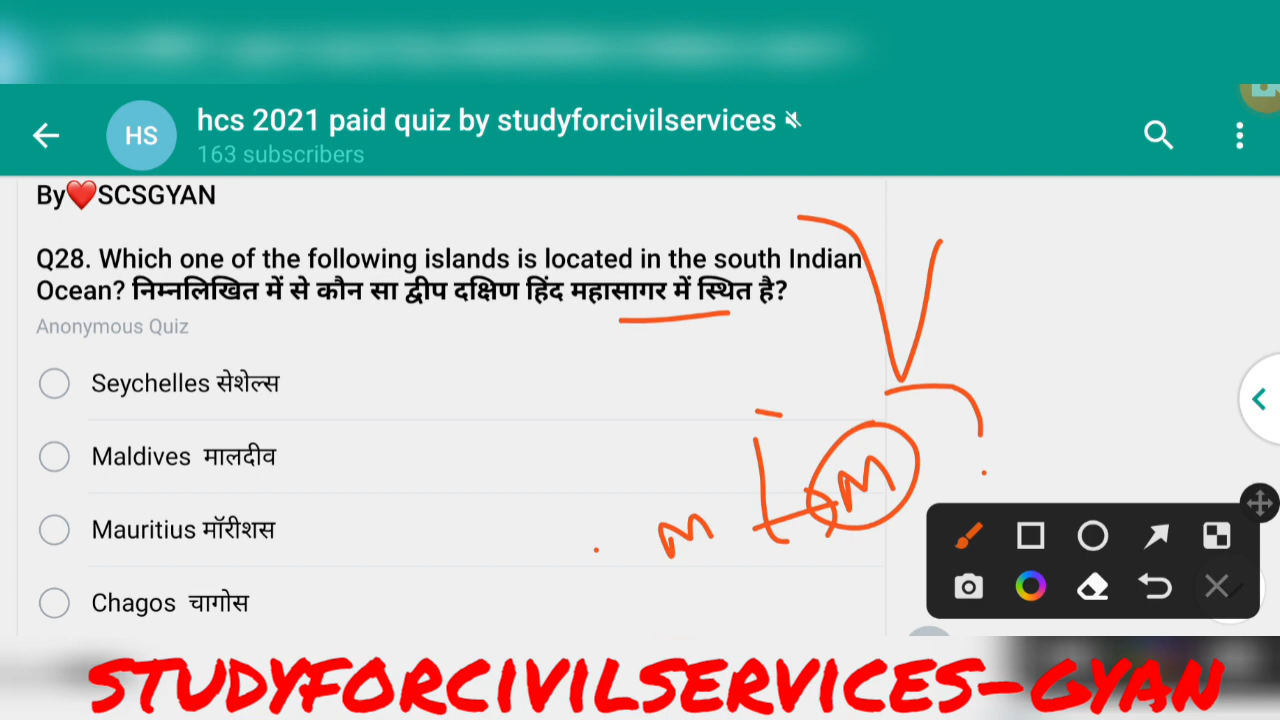 HS
hcs 2021 paid quiz by studyforcivilservices
163 subscribers
By❤️SCSGYAN
Q28. Which one of the following islands is located in the south Indian
Ocean? निम्नलिखित में से कौन सा द्वीप दक्षिण हिंद महासागर में स्थित है?
Anonymous Quiz
Seychelles सेशेल्स
Maldives मालदीव
Mauritius मॉरीशस
Chagos चागोस
M
M
STUDYFORCIVILSERVICES-GYAN